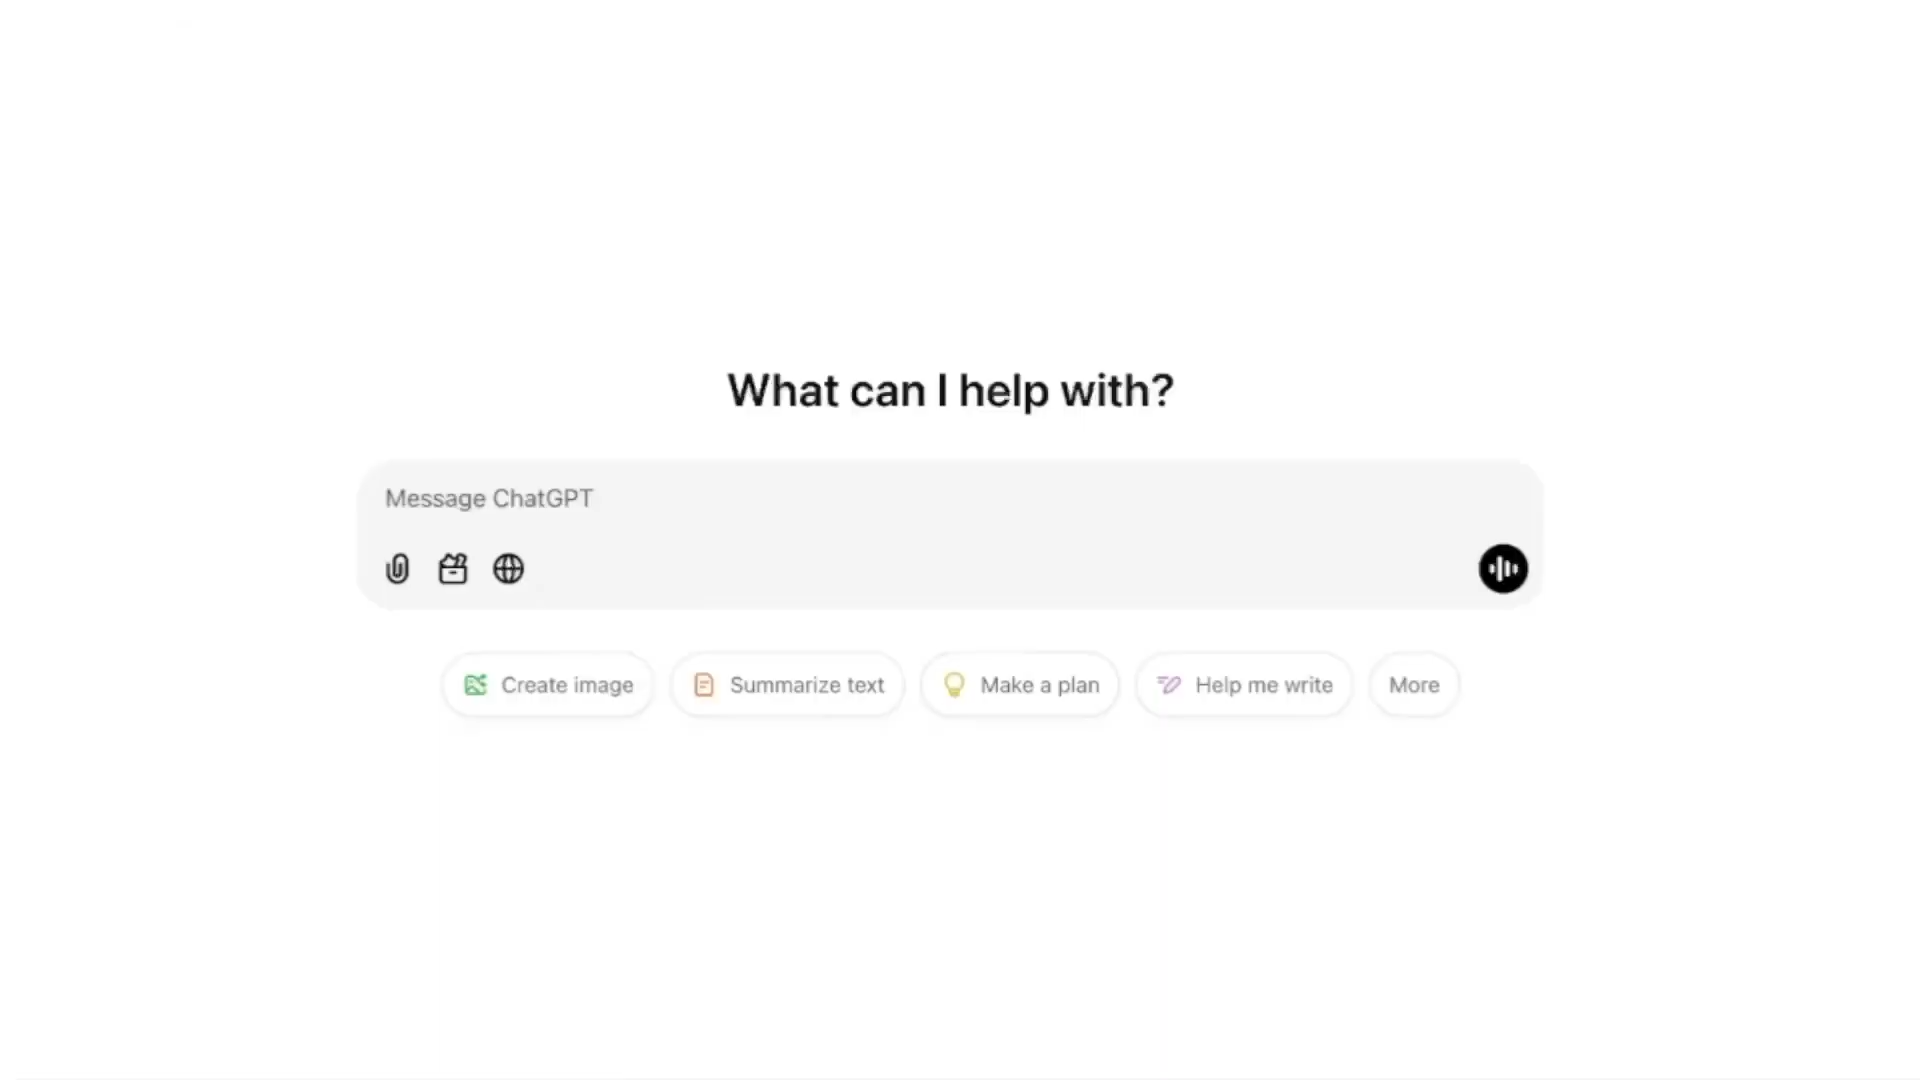 What can I help with?
Message ChatGPT
Create image
Summarize text
Make a plan
Help me write
More